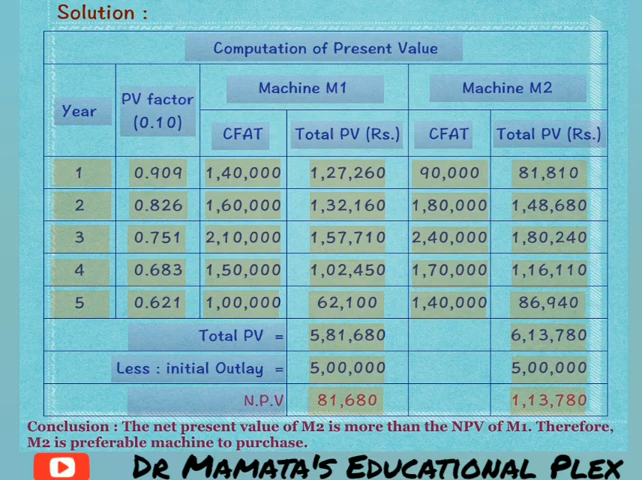 Solution :
Computation of Present Value
Year PV factor (0.10) Machine M1 Machine M2
CFAT Total PV (Rs.) CFAT Total PV (Rs.)
1 0.909 1,40,000 1,27,260 90,000 81,810
2 0.826 1,60,000 1,32,160 1,80,000 1,48,680
3 0.751 2,10,000 1,57,710 2,40,000 1,80,240
4 0.683 1,50,000 1,02,450 1,70,000 1,16,110
5 0.621 1,00,000 62,100 1,40,000 86,940
Total PV = 5,81,680 6,13,780
Less : initial Outlay = 5,00,000 5,00,000
N.P.V 81,680 1,13,780
Conclusion : The net present value of M2 is more than the NPV of M1. Therefore,
M2 is preferable machine to purchase.
DR MAMATA'S EDUCATIONAL PLEX